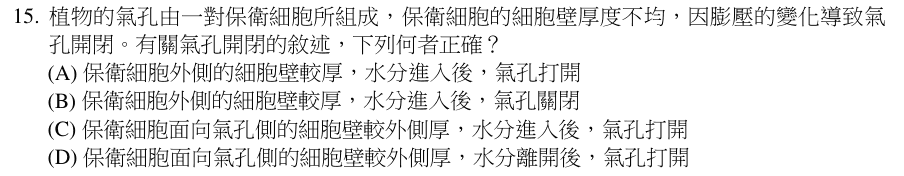 15. 植物的氣孔由一對保衛細胞所組成，保衛細胞的細胞壁厚度不均，因膨壓的變化導致氣
孔開閉。有關氣孔開閉的敘述，下列何者正確？
(A) 保衛細胞外側的細胞壁較厚，水分進入後，氣孔打開
(B) 保衛細胞外側的細胞壁較厚，水分進入後，氣孔關閉
(C) 保衛細胞面向氣孔側的細胞壁較外側厚，水分進入後，氣孔打開
(D) 保衛細胞面向氣孔側的細胞壁較外側厚，水分離開後，氣孔打開